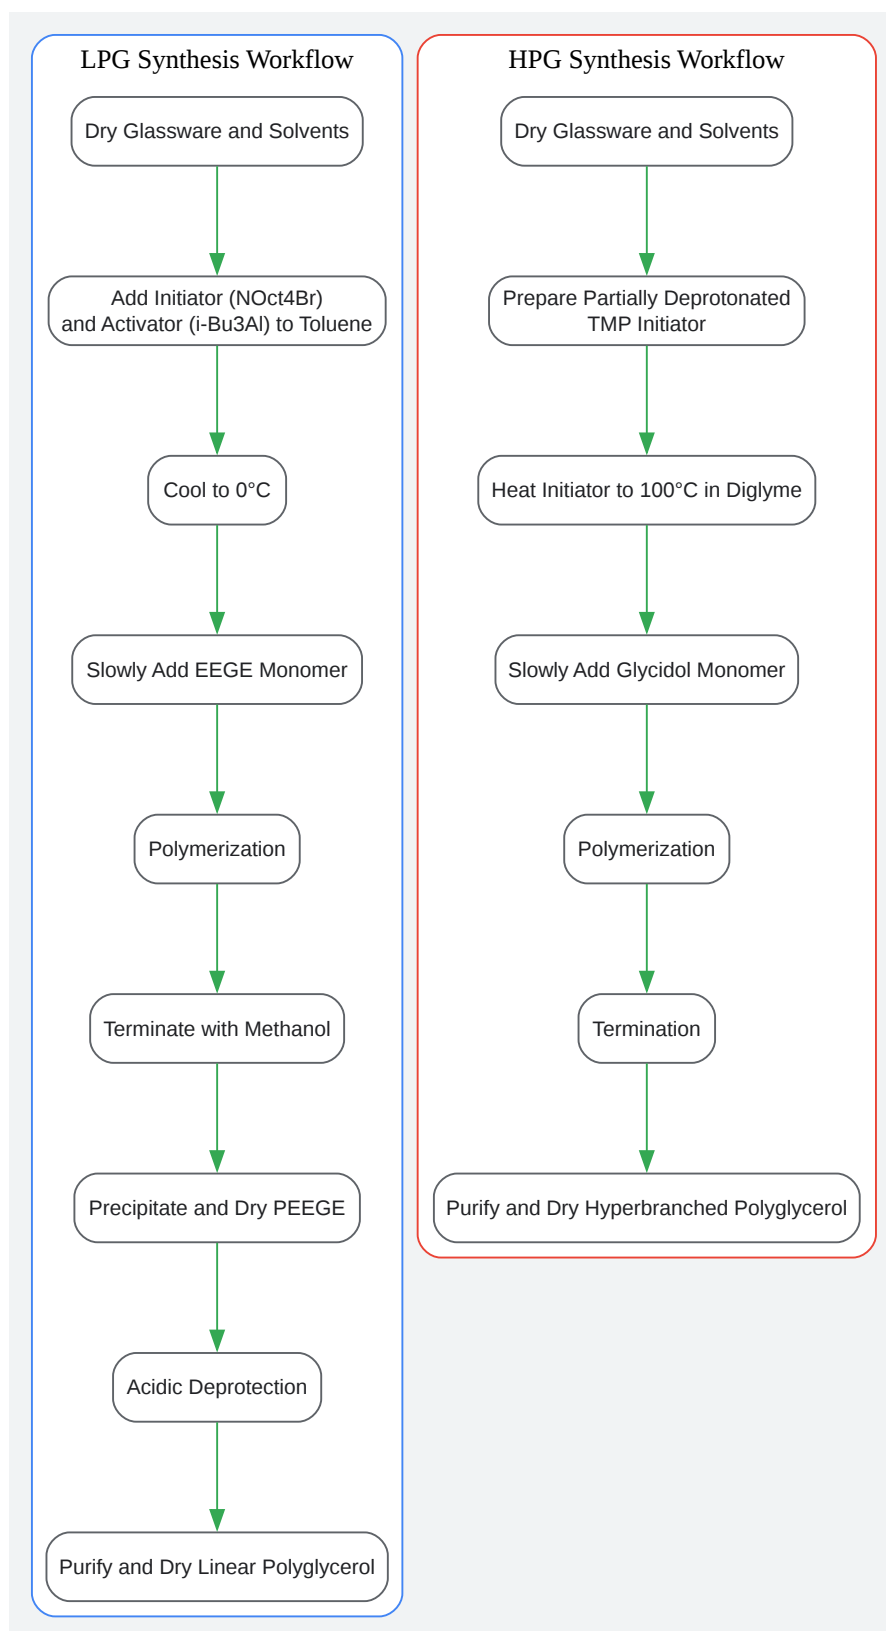 LPG Synthesis Workflow
Dry Glassware and Solvents
Add Initiator (NOct4Br)
and Activator (i-Bu3Al) to Toluene
Cool to 0°C
Slowly Add EEGE Monomer
Polymerization
Terminate with Methanol
Precipitate and Dry PEEGE
Acidic Deprotection
Purify and Dry Linear Polyglycerol
HPG Synthesis Workflow
Dry Glassware and Solvents
Prepare Partially Deprotonated
TMP Initiator
Heat Initiator to 100°C in Diglyme
Slowly Add Glycidol Monomer
Polymerization
Termination
Purify and Dry Hyperbranched Polyglycerol